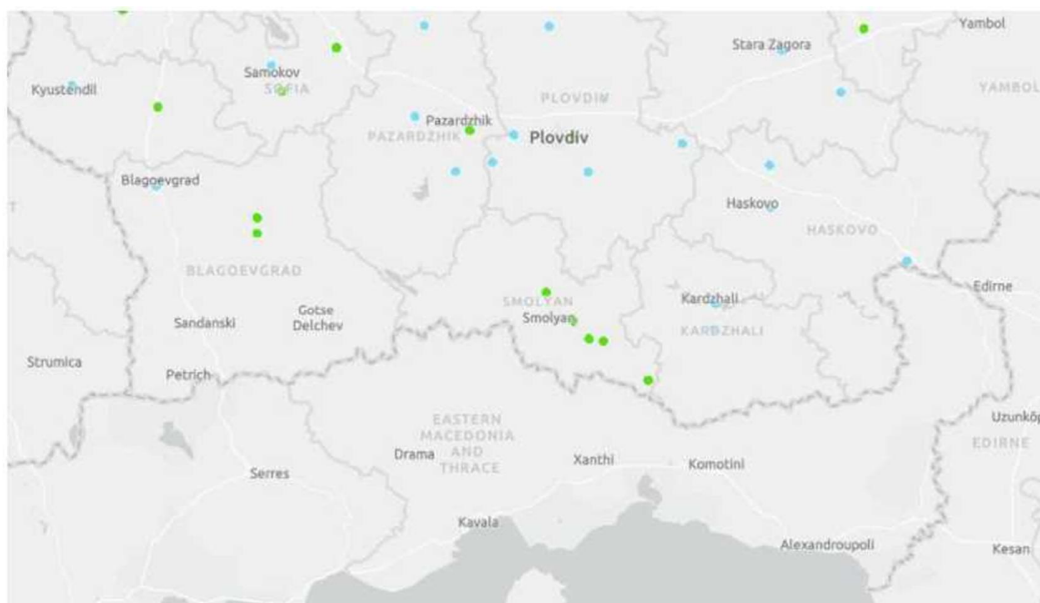 Yambol
Stara Zagora
Samokov
SOFIA
Kyustendil
YAMBOL
PLOVDIV
Pazardzhik
PAZARDZHIK
Plovdiv
Blagoevgrad
Haskovo
HASKOVO
BLAGOEVGRAD
Edirne
SMOLYAN
Kardzhali
Gotse
Delchev
Sandanski
Smolyan
KARDZHALI
Strumica
Petrich
EASTERN
MACEDONIA
AND
THRACE
Uzunköp
EDIRNE
Drama
Xanthi
Komotini
Serres
Kavala
Alexandroupoli
Kesan
T